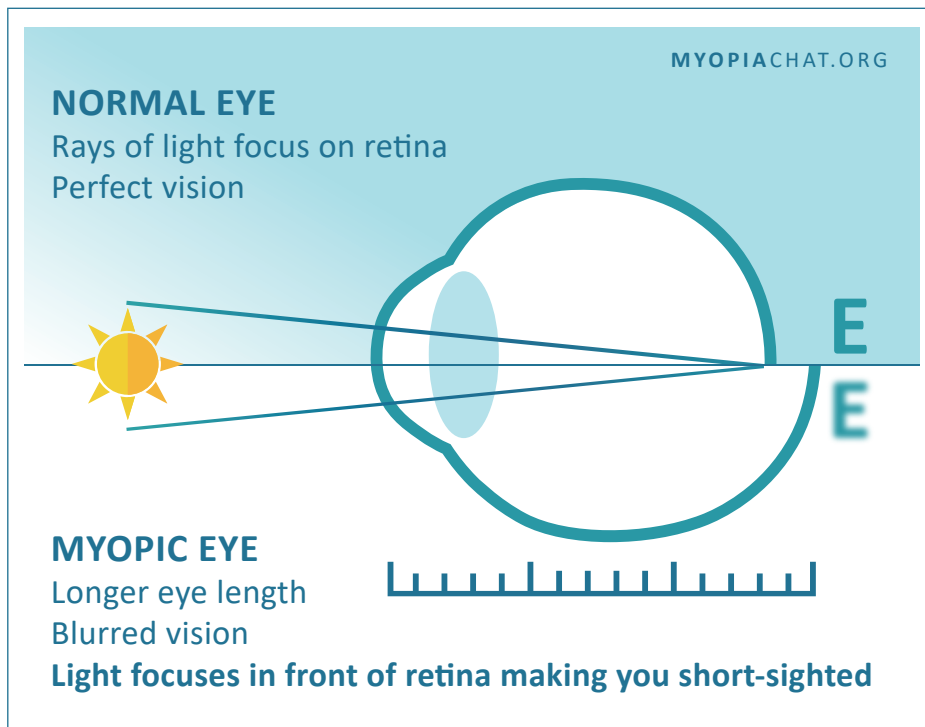 MYOPIACHAT.ORG
NORMAL EYE
Rays of light focus on retina
Perfect vision
E
E
MYOPIC EYE
Longer eye length
Blurred vision
Light focuses in front of retina making you short-sighted